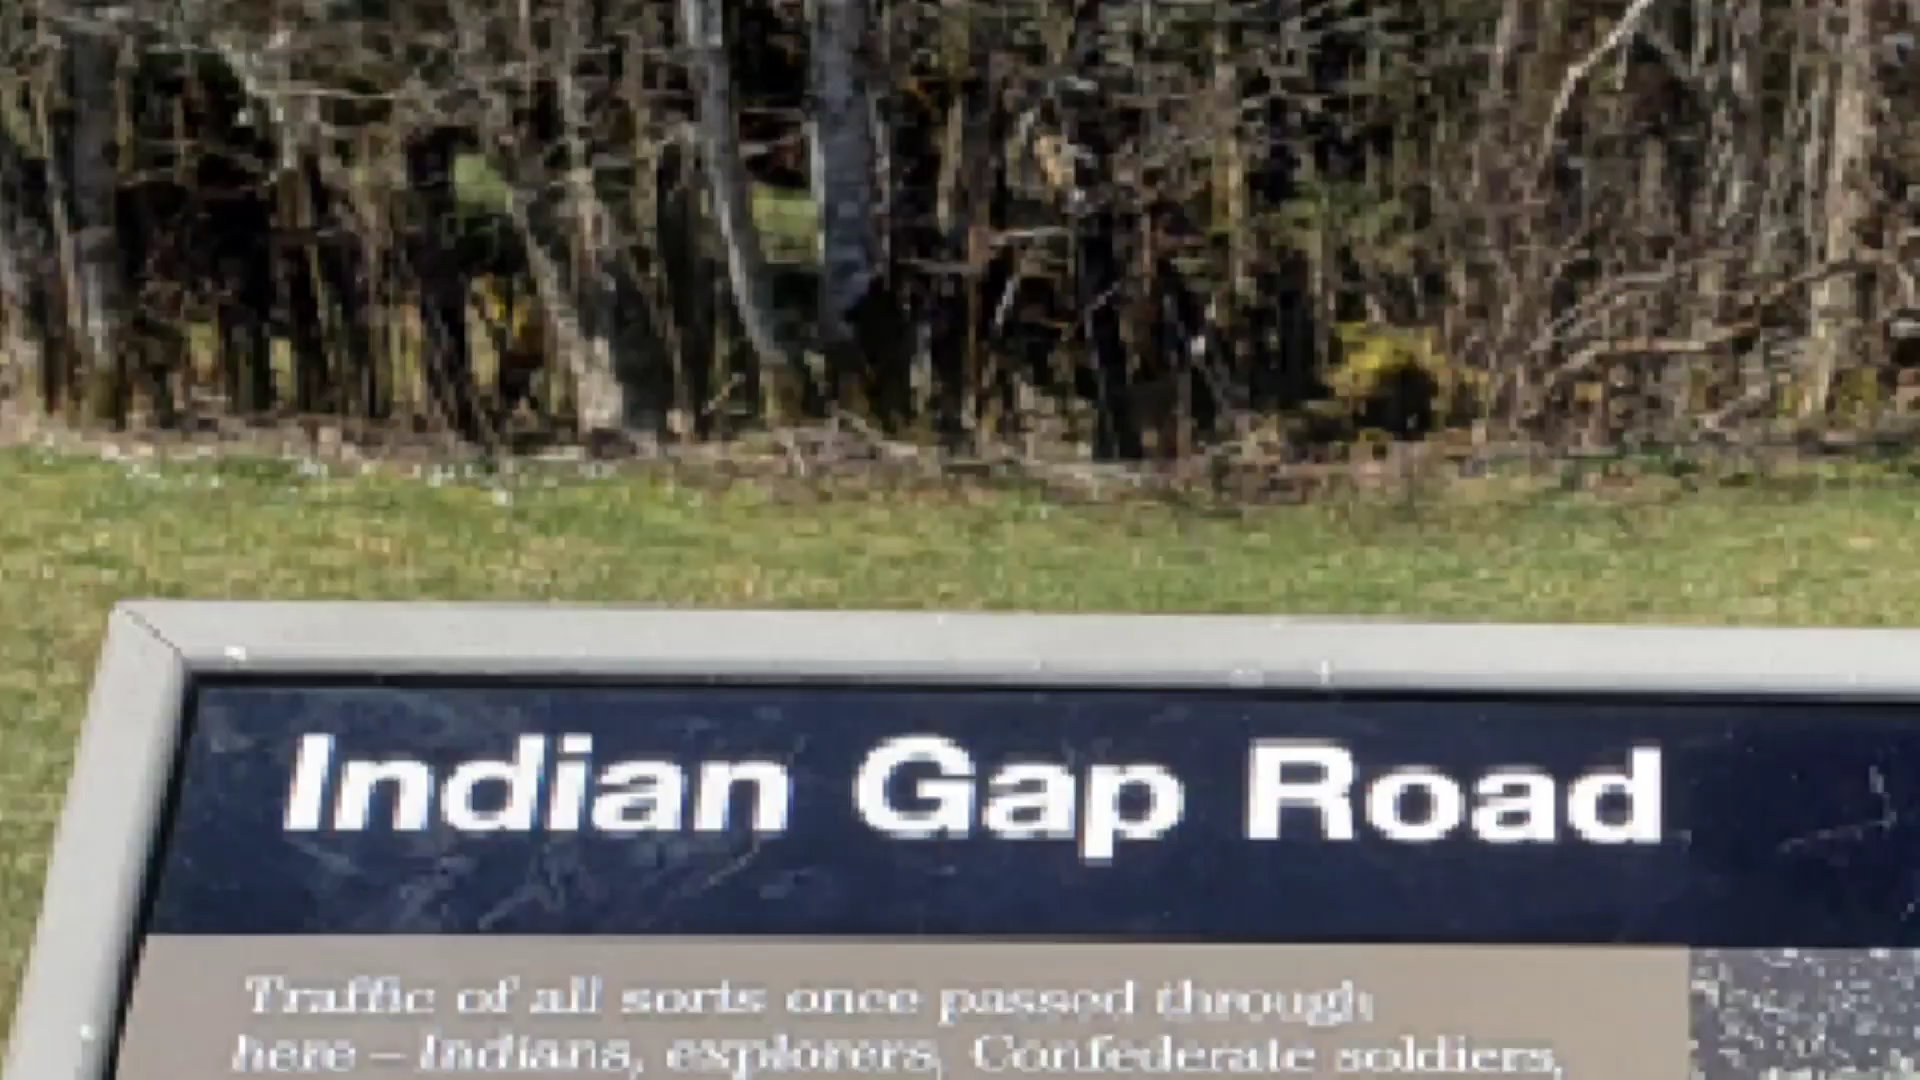 Indian Gap Road
Traffic of all sorts once passed through
here – Indians, explorers, Confederate soldiers,